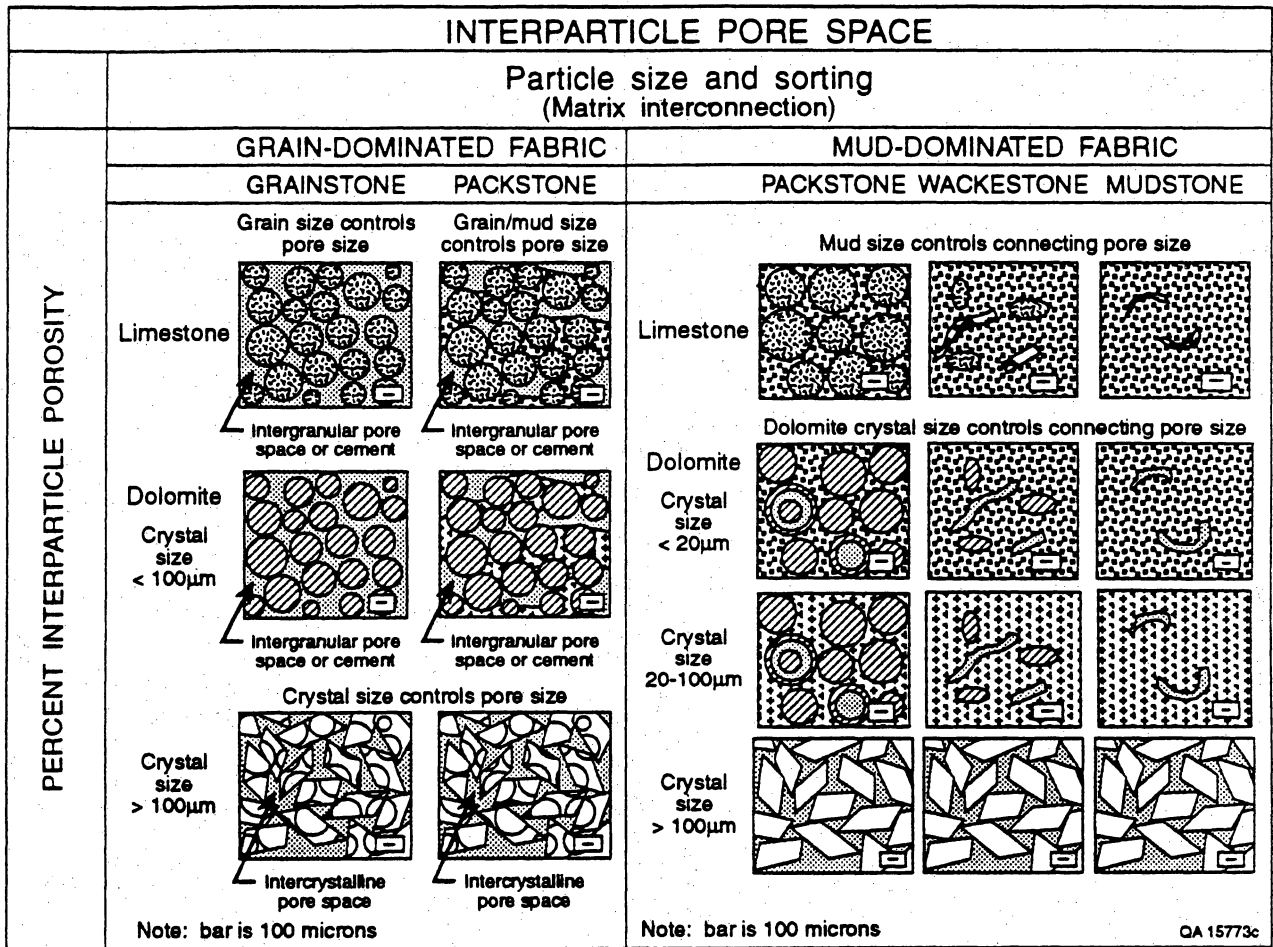 INTERPARTICLE PORE SPACE
Particle size and sorting
(Matrix interconnection)
PERCENT INTERPARTICLE POROSITY
GRAIN-DOMINATED FABRIC
GRAINSTONE PACKSTONE
Grain size controls
pore size
Grain/mud size
controls pore size
Limestone
Intergranular pore
space or cement
Intergranular pore
space or cement
Dolomite
Crystal
size
< 100µm
Intergranular pore
space or cement
Intergranular pore
space or cement
Crystal size controls pore size
Crystal
size
> 100µm
Intercrystalline
pore space
Intercrystalline
pore space
Note: bar is 100 microns
MUD-DOMINATED FABRIC
PACKSTONE WACKESTONE MUDSTONE
Mud size controls connecting pore size
Limestone
Dolomite crystal size controls connecting pore size
Dolomite
Crystal
size
< 20µm
Crystal
size
20-100µm
Crystal
size
> 100µm
Note: bar is 100 microns
QA 15773c